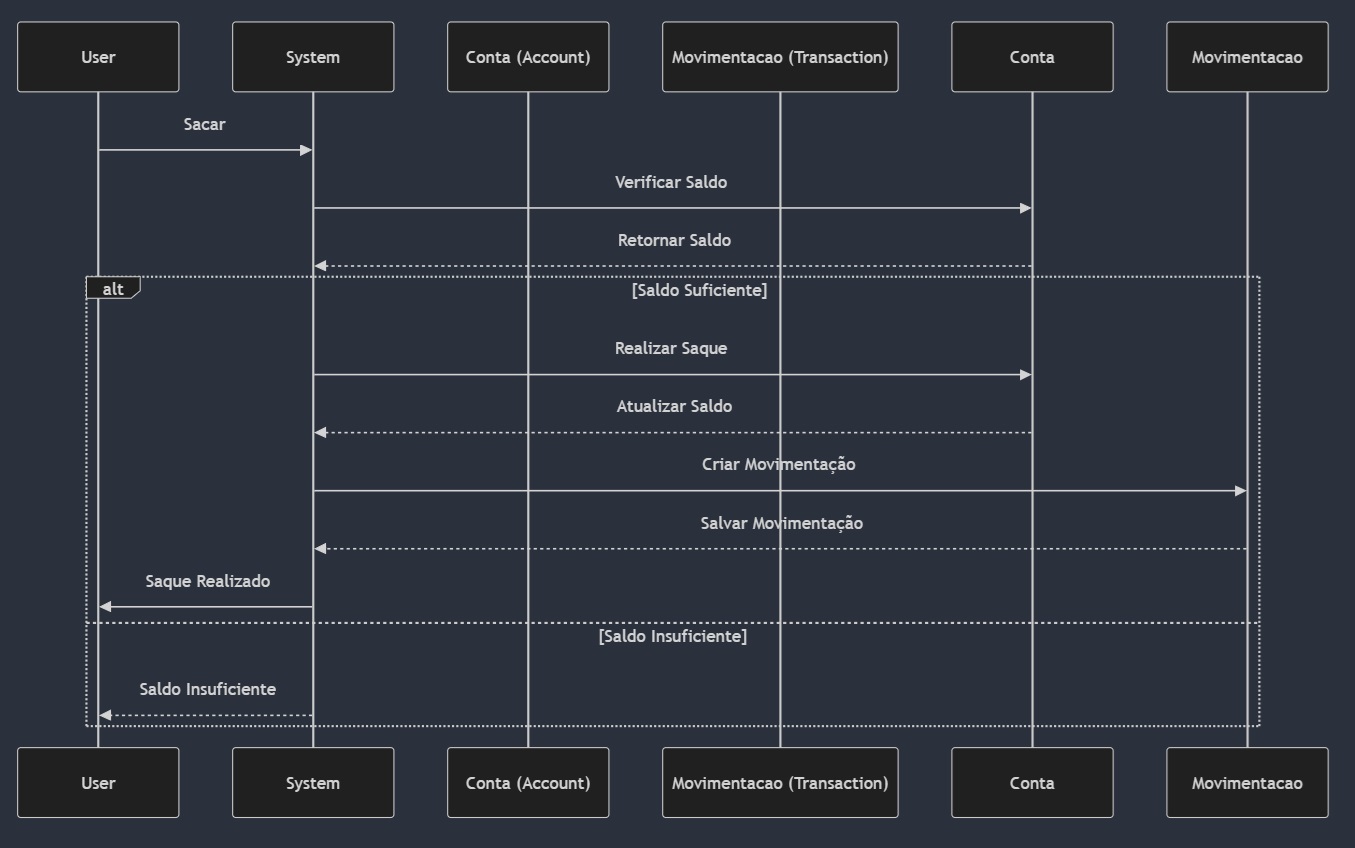 User
System
Conta (Account)
Movimentacao (Transaction)
Conta
Movimentacao
Sacar
Verificar Saldo
Retornar Saldo
alt
[Saldo Suficiente]
Realizar Saque
Atualizar Saldo
Criar Movimentação
Salvar Movimentação
Saque Realizado
[Saldo Insuficiente]
Saldo Insuficiente
User
System
Conta (Account)
Movimentacao (Transaction)
Conta
Movimentacao